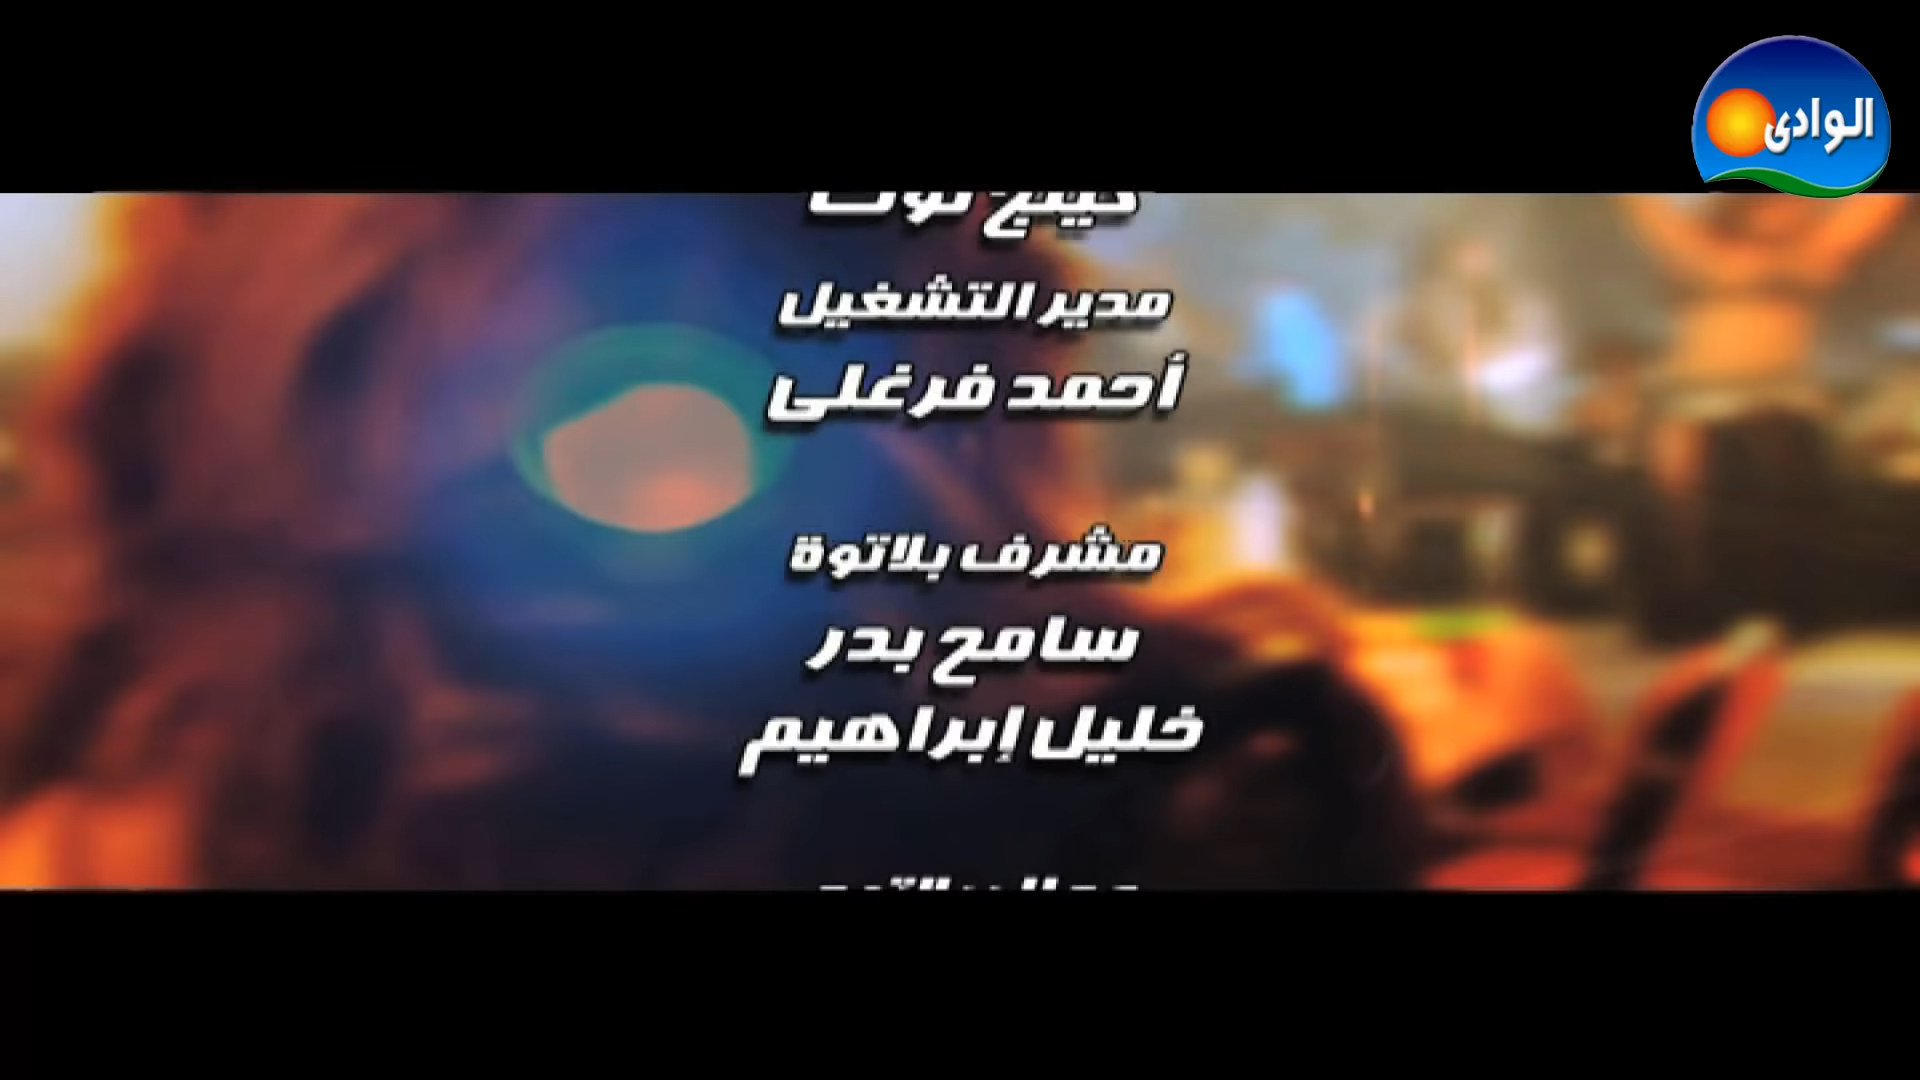 الوادى
مدير التشغيل
أحمد فرغلى
مشرف بلاتوة
سامح بدر
خليل إبراهيم